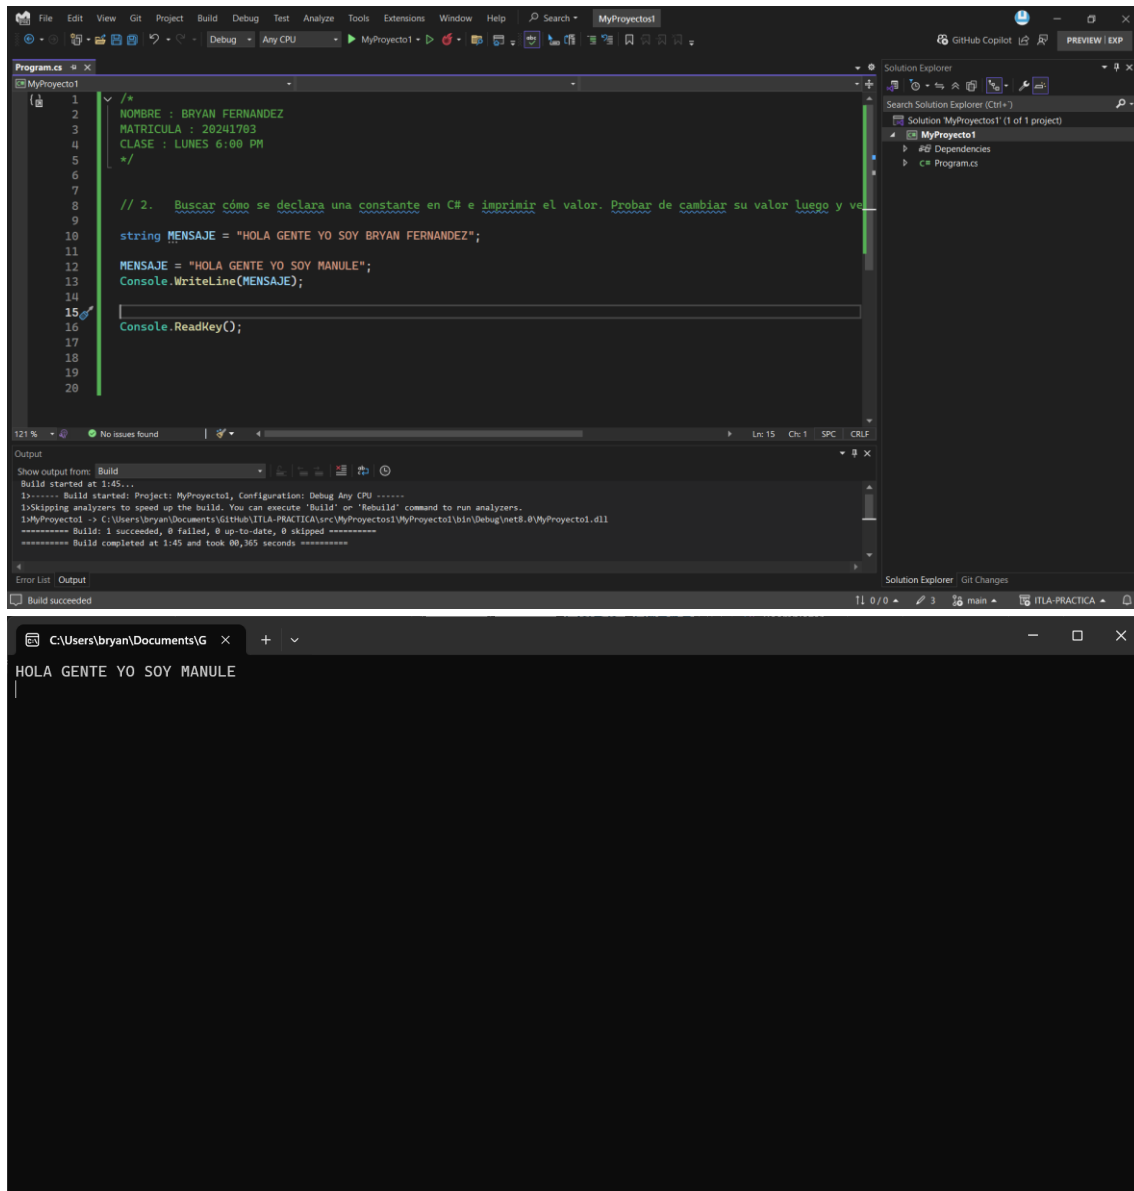 File Edit View Git Project Build Debug Test Analyze Tools Extensions Window Help Search MyProyectos1
Debug Any CPU MyProyecto1 GitHub Copilot PREVIEW EXP
Program.cs
MyProyecto1
1 /*
2 NOMBRE : BRYAN FERNANDEZ
3 MATRICULA : 20241703
4 CLASE : LUNES 6:00 PM
5 */
6
7
8 // 2. Buscar cómo se declara una constante en C# e imprimir el valor. Probar de cambiar su valor luego y ve
9
10 string MENSAJE = "HOLA GENTE YO SOY BRYAN FERNANDEZ";
11
12 MENSAJE = "HOLA GENTE YO SOY MANULE";
13 Console.WriteLine(MENSAJE);
14
15
16 Console.ReadKey();
17
18
19
20
121 % No issues found Ln: 15 Ch: 1 SPC CRLF
Solution Explorer
Search Solution Explorer (Ctrl+¨)
Solution 'MyProyectos1' (1 of 1 project)
MyProyecto1
Dependencies
C# Program.cs
Output
Show output from: Build
Build started at 1:45...
1>------ Build started: Project: MyProyecto1, Configuration: Debug Any CPU ------
1>Skipping analyzers to speed up the build. You can execute 'Build' or 'Rebuild' command to run analyzers.
1>MyProyecto1 -> C:\Users\bryan\Documents\GitHub\ITLA-PRACTICA\src\MyProyectos1\MyProyecto1\bin\Debug\net8.0\MyProyecto1.dll
========== Build: 1 succeeded, 0 failed, 0 up-to-date, 0 skipped ==========
========== Build completed at 1:45 and took 00,365 seconds ==========
Error List Output
Solution Explorer Git Changes
Build succeeded 0 / 0 3 main ITLA-PRACTICA
C:\Users\bryan\Documents\G
HOLA GENTE YO SOY MANULE